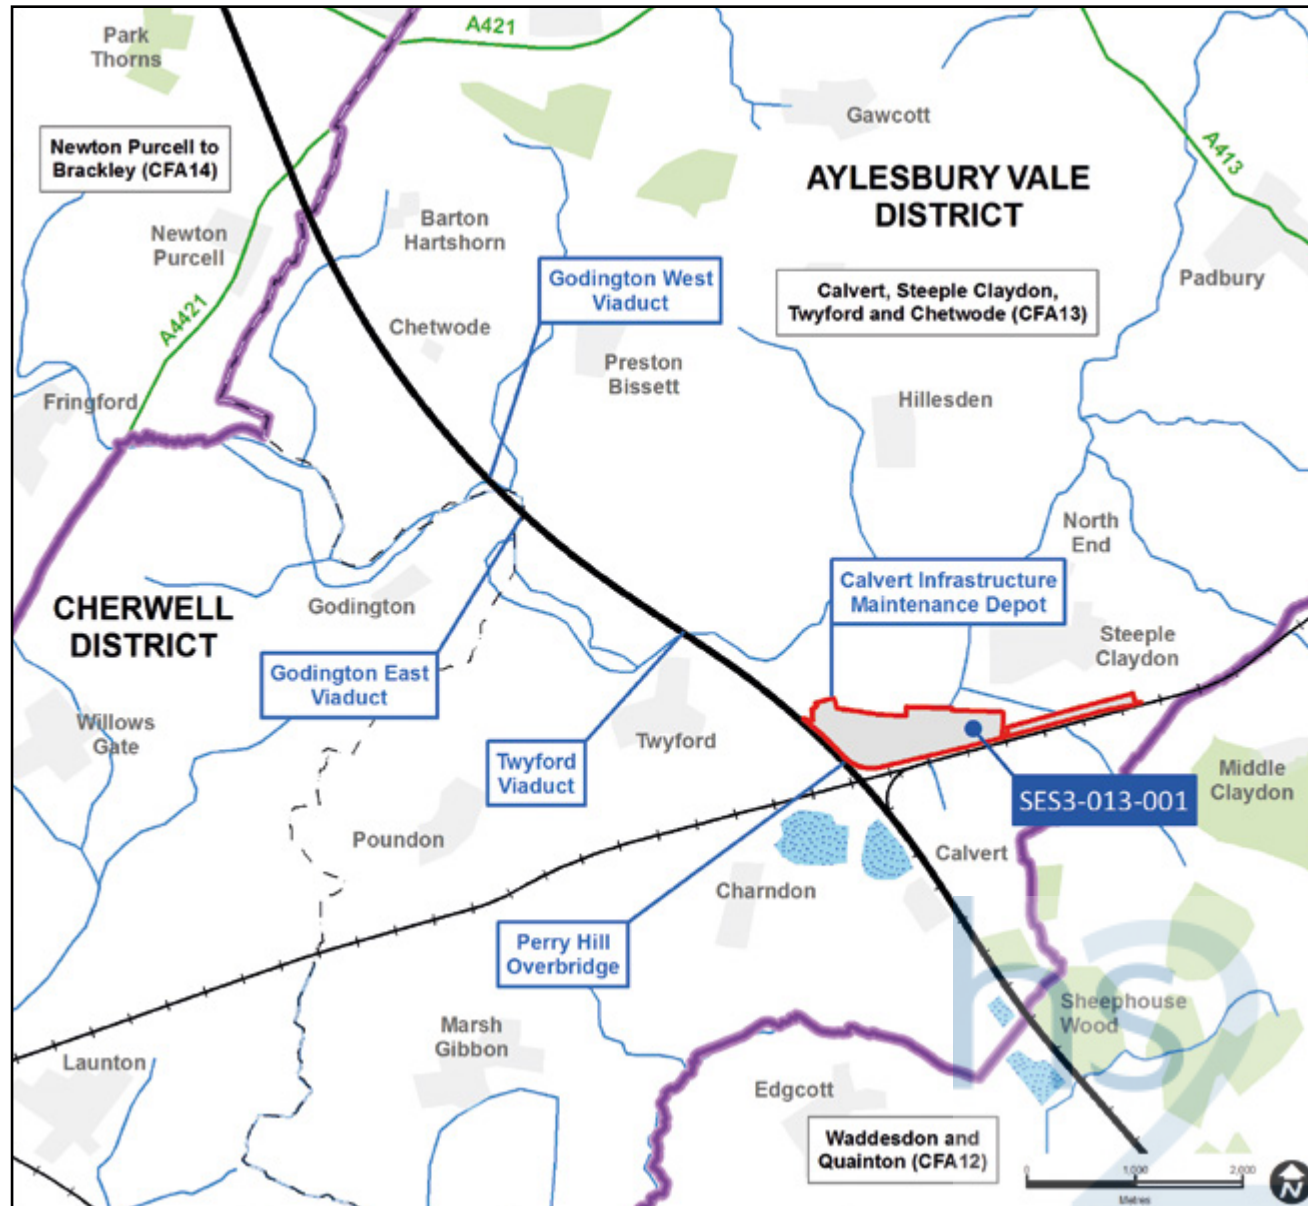 Park
Thorns
A421
Gawcott
Newton Purcell to
Brackley (CFA14)
A413
AYLESBURY VALE
DISTRICT
Barton
Hartshorn
Newton
Purcell
Godington West
Viaduct
Calvert, Steeple Claydon,
Twyford and Chetwode (CFA13)
Padbury
A4421
Chetwode
Preston
Bissett
Fringford
Hillesden
North
End
Calvert Infrastructure
Maintenance Depot
CHERWELL
DISTRICT
Godington
Steeple
Claydon
Godington East
Viaduct
Willows
Gate
Twyford
Twyford
Viaduct
Middle
Claydon
SES3-013-001
Poundon
Calvert
Charndon
Perry Hill
Overbridge
Sheephouse
Wood
Marsh
Gibbon
Launton
Edgcott
hs2
Waddesdon and
Quainton (CFA12)
0 1,000 2,000
Metres
N